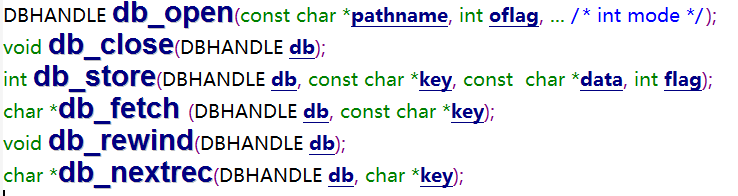 DBHANDLE db_open(const char *pathname, int oflag, ... /* int mode */);
void db_close(DBHANDLE db);
int db_store(DBHANDLE db, const char *key, const  char *data, int flag);
char *db_fetch (DBHANDLE db, const char *key);
void db_rewind(DBHANDLE db);
char *db_nextrec(DBHANDLE db, char *key);